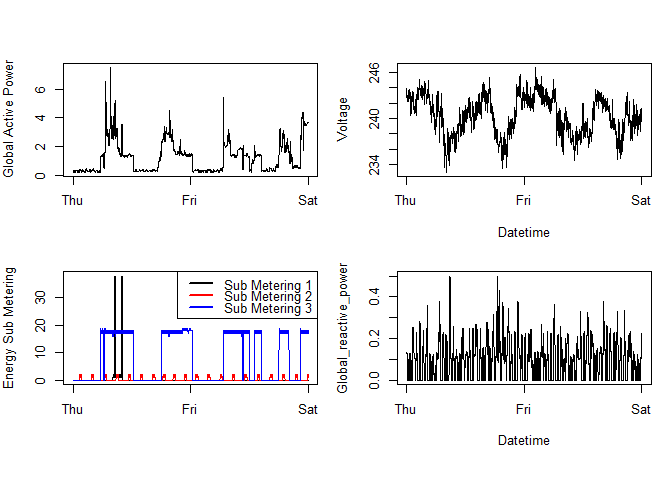 Global Active Power
0 2 4 6
Thu Fri Sat
Voltage
234 240 246
Thu Fri Sat
Datetime
Energy Sub Metering
0 10 20 30
Sub Metering 1
Sub Metering 2
Sub Metering 3
Thu Fri Sat
Global_reactive_power
0.0 0.2 0.4
Thu Fri Sat
Datetime